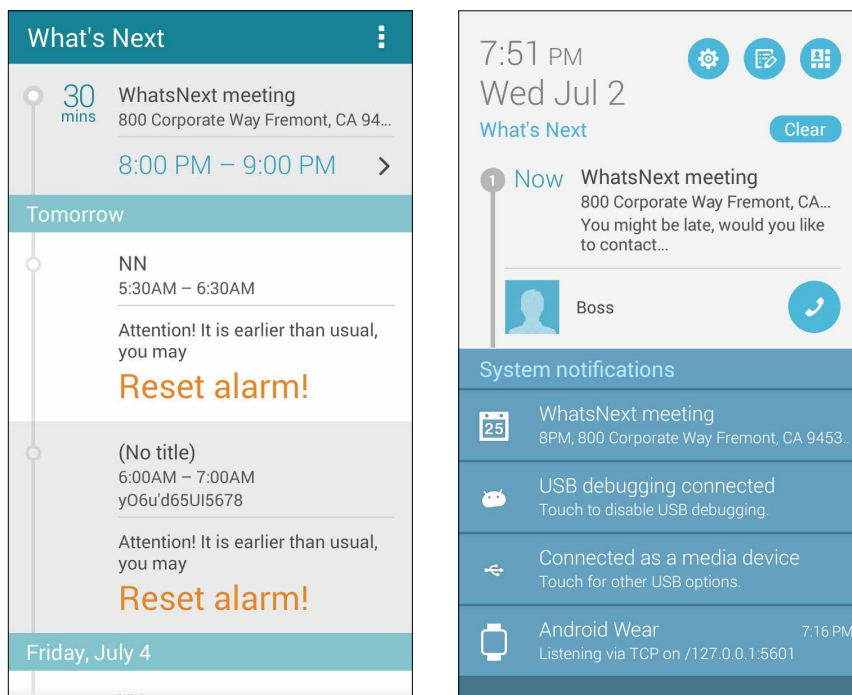 What's Next
30
mins
WhatsNext meeting
800 Corporate Way Fremont, CA 94...
8:00 PM – 9:00 PM
Tomorrow
NN
5:30AM – 6:30AM
Attention! It is earlier than usual,
you may
Reset alarm!
(No title)
6:00AM – 7:00AM
yO6u'd65UI5678
Attention! It is earlier than usual,
you may
Reset alarm!
Friday, July 4
7:51 PM
Wed Jul 2
What's Next
Clear
1
Now
WhatsNext meeting
800 Corporate Way Fremont, CA...
You might be late, would you like
to contact...
Boss
System notifications
25
WhatsNext meeting
8PM, 800 Corporate Way Fremont, CA 9453..
USB debugging connected
Touch to disable USB debugging.
Connected as a media device
Touch for other USB options.
Android Wear
7:16 PM
Listening via TCP on /127.0.0.1:5601